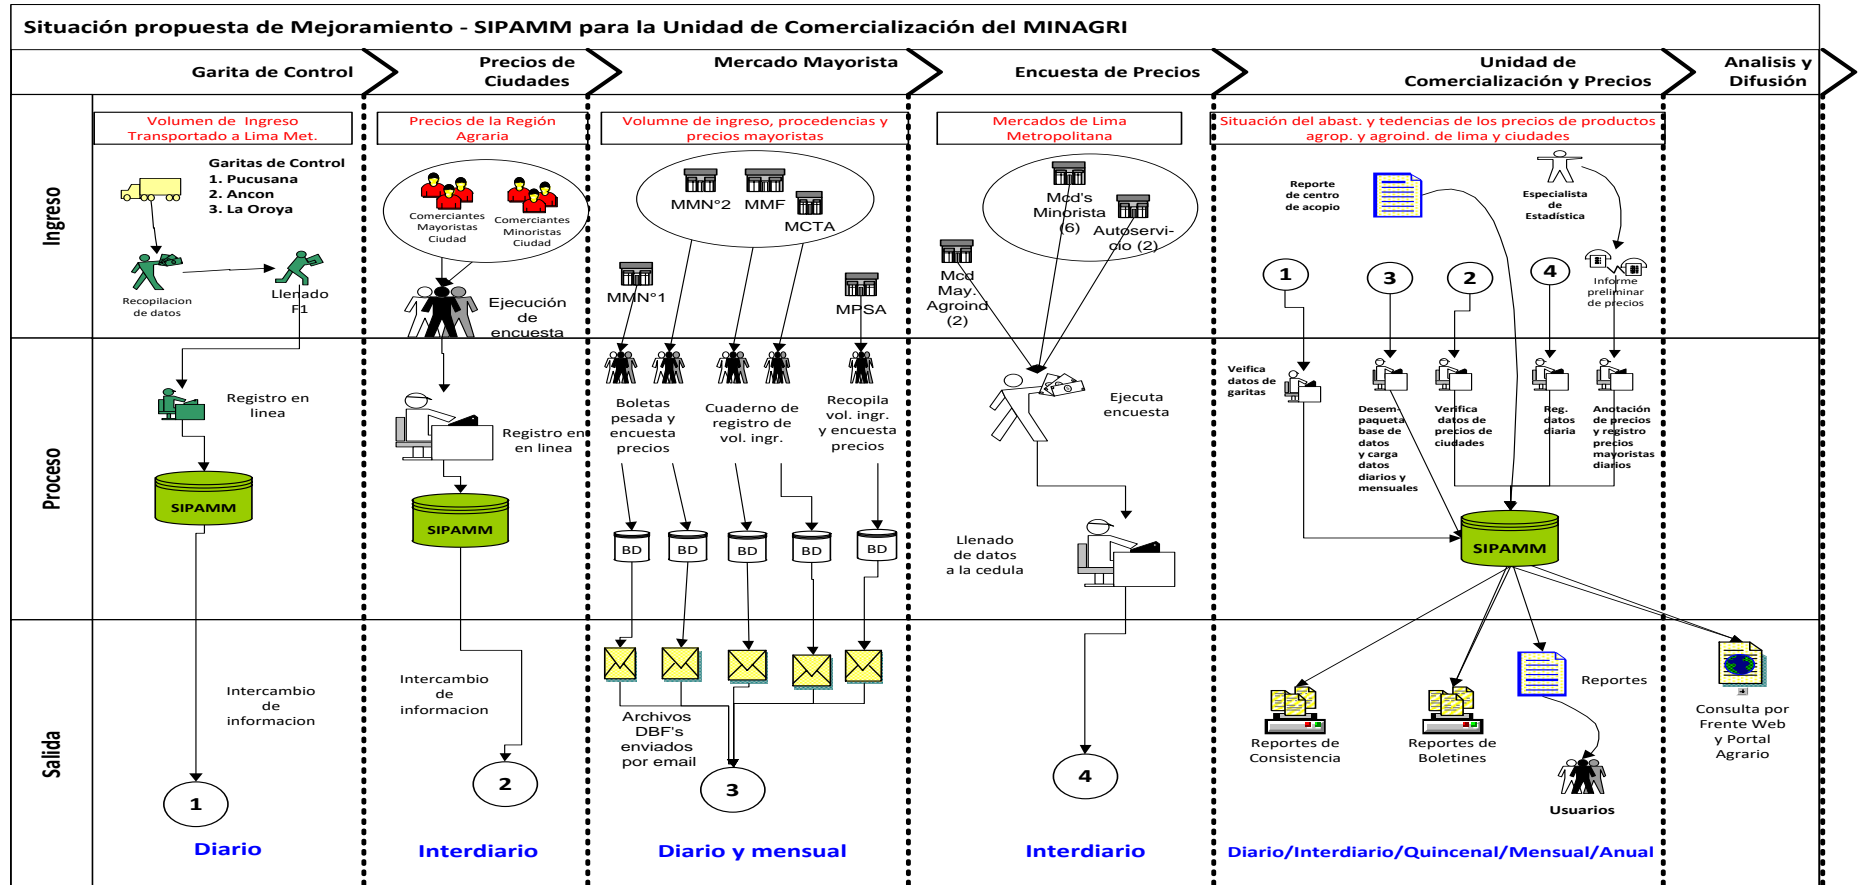 Situación propuesta de Mejoramiento - SIPAMM para la Unidad de Comercialización del MINAGRI
Garita de Control
Precios de
Ciudades
Mercado Mayorista
Encuesta de Precios
Unidad de
Comercialización y Precios
Analisis y
Difusión
Ingreso
Volumen de Ingreso
Transportado a Lima Met.
Garitas de Control
1. Pucusana
2. Ancon
3. La Oroya
Recopilacion
de datos
Llenado
F1
Precios de la Región
Agraria
Comerciantes
Mayoristas
Ciudad
Comerciantes
Minoristas
Ciudad
Ejecución
de
encuesta
Volumne de ingreso, procedencias y
precios mayoristas
MMN°2
MMF
MCTA
MMN°1
MPSA
Mercados de Lima
Metropolitana
Mcd's
Minorista
(6)
Autoservi-
cio (2)
Mcd
May.
Agroind
(2)
Situación del abast. y tedencias de los precios de productos
agrop. y agroind. de lima y ciudades
Reporte
de centro
de acopio
Especialista
de
Estadística
1
3
2
4
Informe
preliminar
de precios
Proceso
Registro en
linea
SIPAMM
Registro en
en linea
SIPAMM
Boletas
pesada y
encuesta
precios
Cuaderno de
registro de
vol. ingr.
Recopila
vol. ingr.
y encuesta
precios
BD
BD
BD
BD
BD
Ejecuta
encuesta
Llenado
de datos
a la cedula
Veifica
datos de
garitas
Desem-
paqueta
base de
datos
y carga
datos
diarios y
mensuales
Verifica
datos de
precios de
ciudades
Reg.
datos
diaria
Anotación
de precios
y registro
precios
mayoristas
diarios
SIPAMM
Salida
Intercambio
de
informacion
1
Diario
Intercambio
de
informacion
2
Interdiario
Archivos
DBF's
enviados
por email
3
Diario y mensual
4
Interdiario
Reportes de
Consistencia
Reportes de
Boletines
Reportes
Usuarios
Diario/Interdiario/Quincenal/Mensual/Anual
Consulta por
Frente Web
y Portal
Agrario